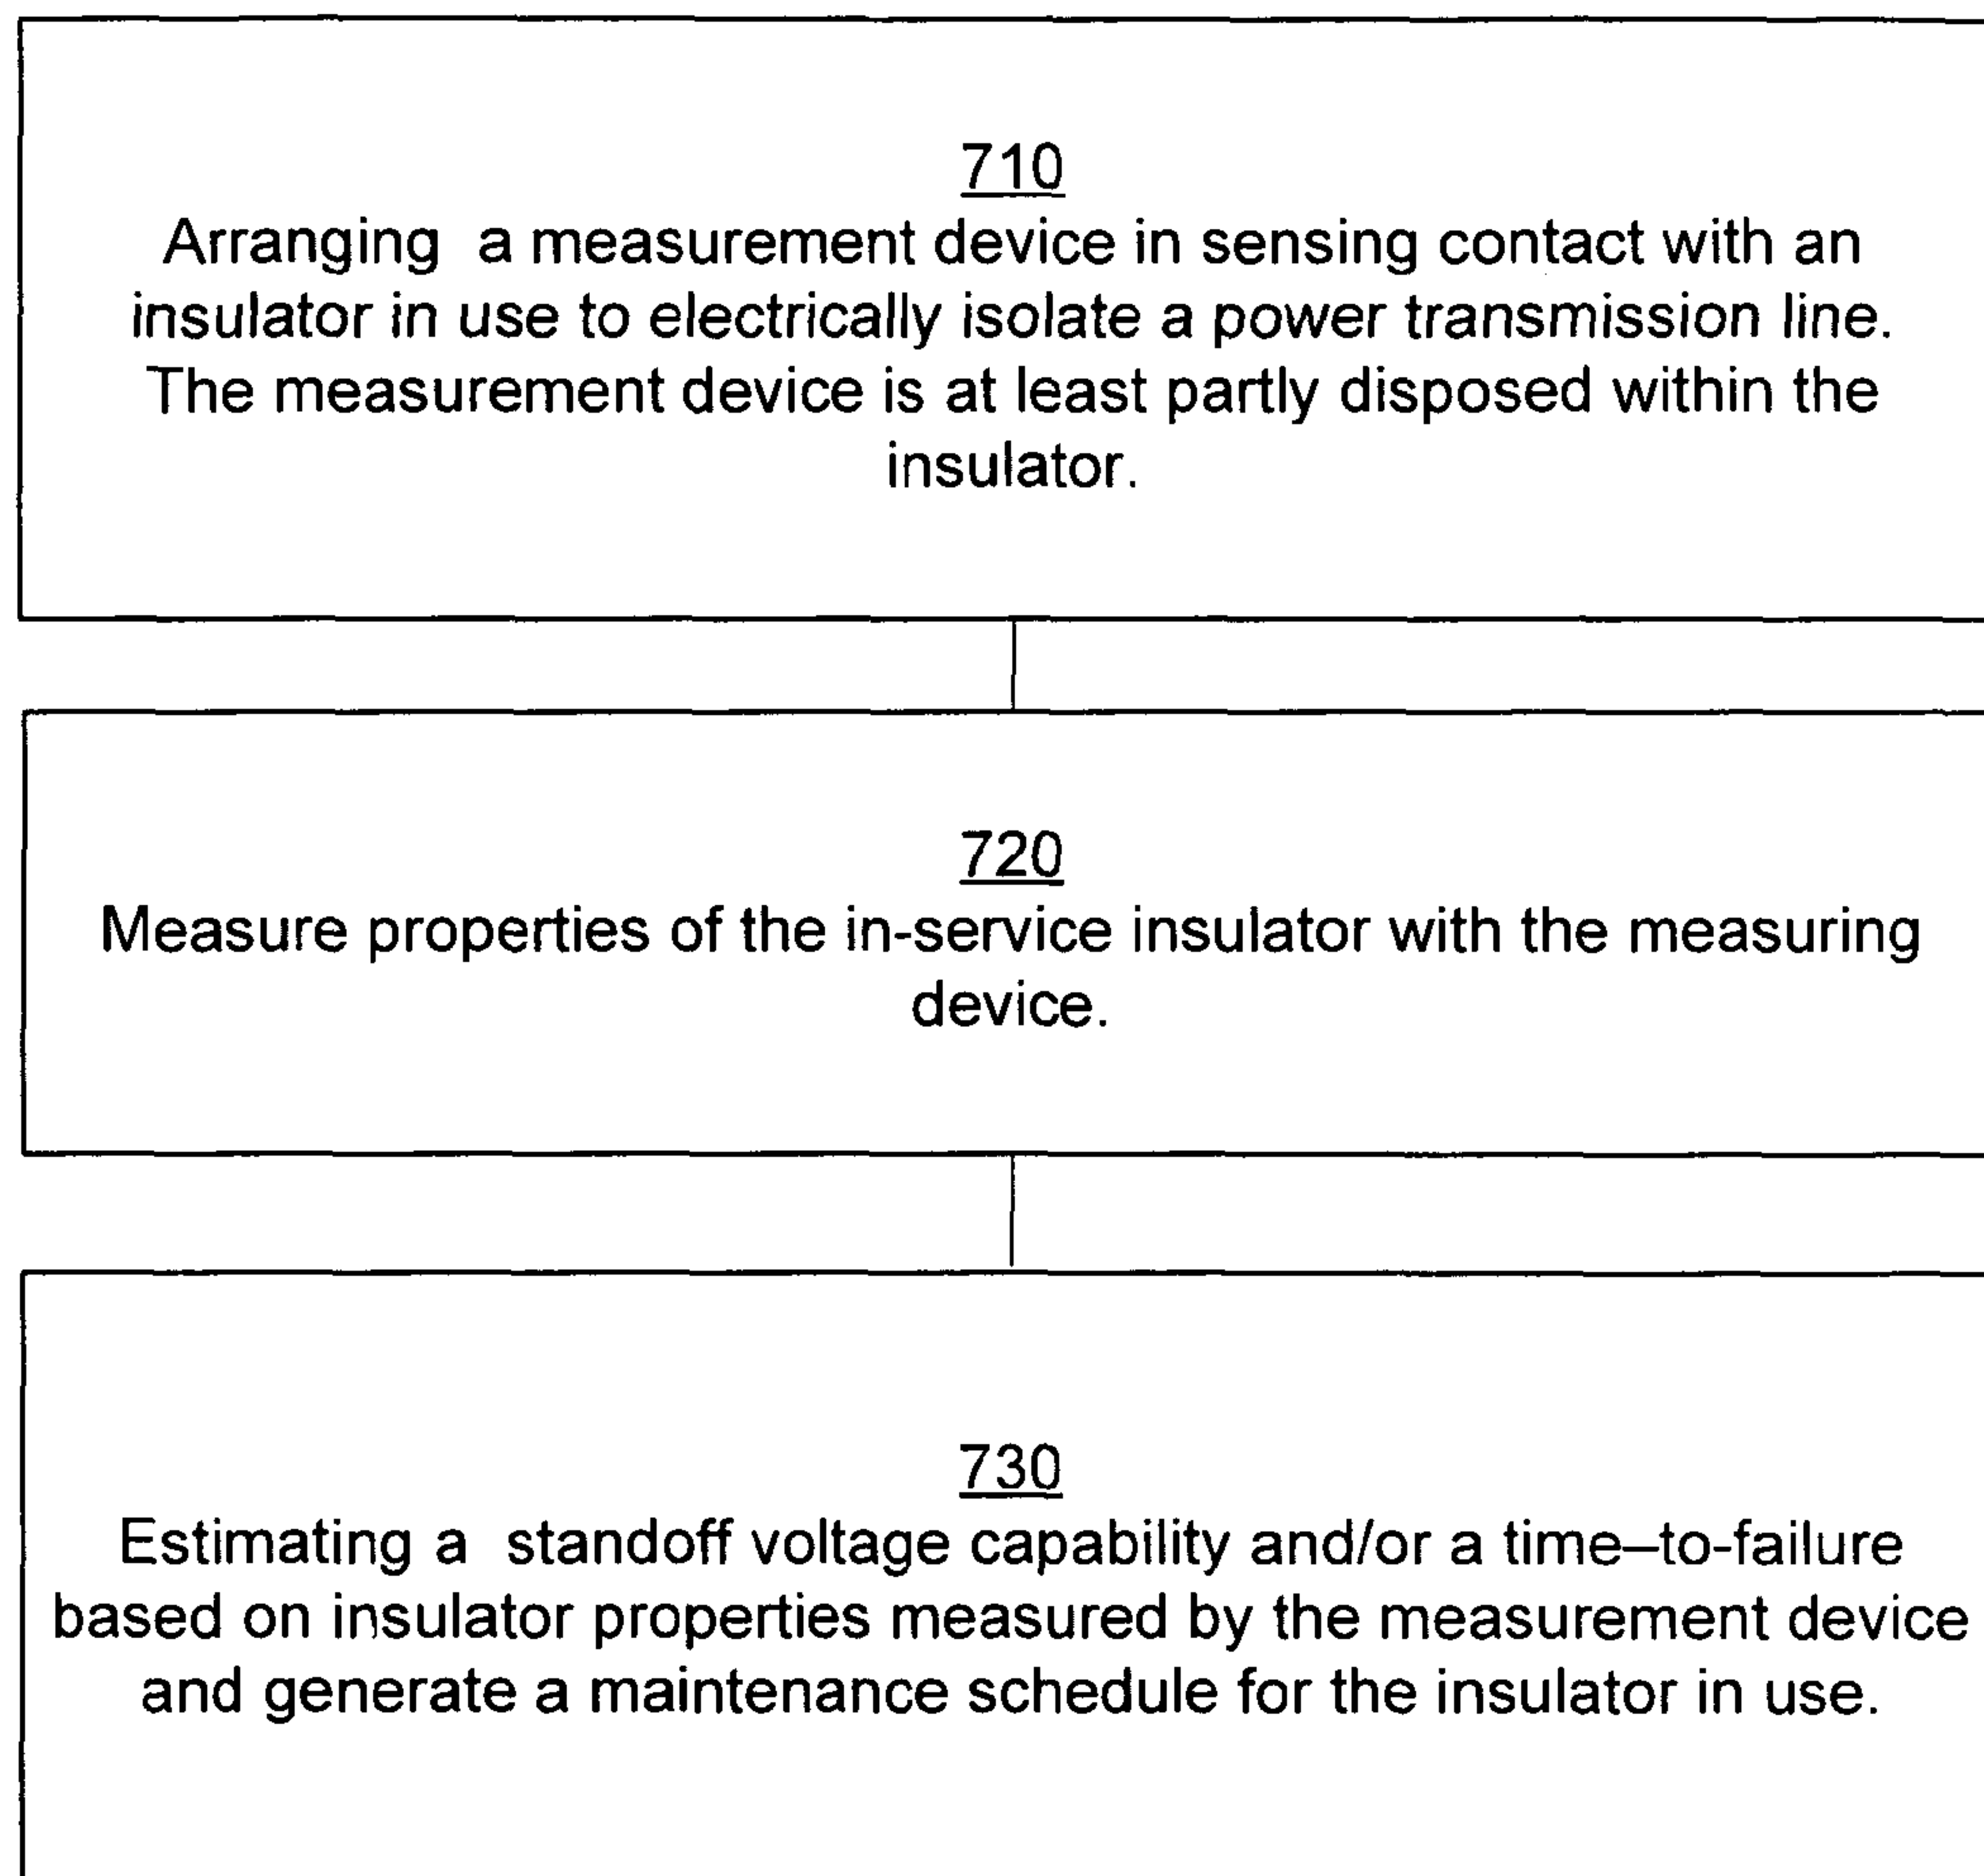 710
Arranging a measurement device in sensing contact with an
insulator in use to electrically isolate a power transmission line.
The measurement device is at least partly disposed within the
insulator.
720
Measure properties of the in-service insulator with the measuring
device.
730
Estimating a standoff voltage capability and/or a time–to-failure
based on insulator properties measured by the measurement device
and generate a maintenance schedule for the insulator in use.